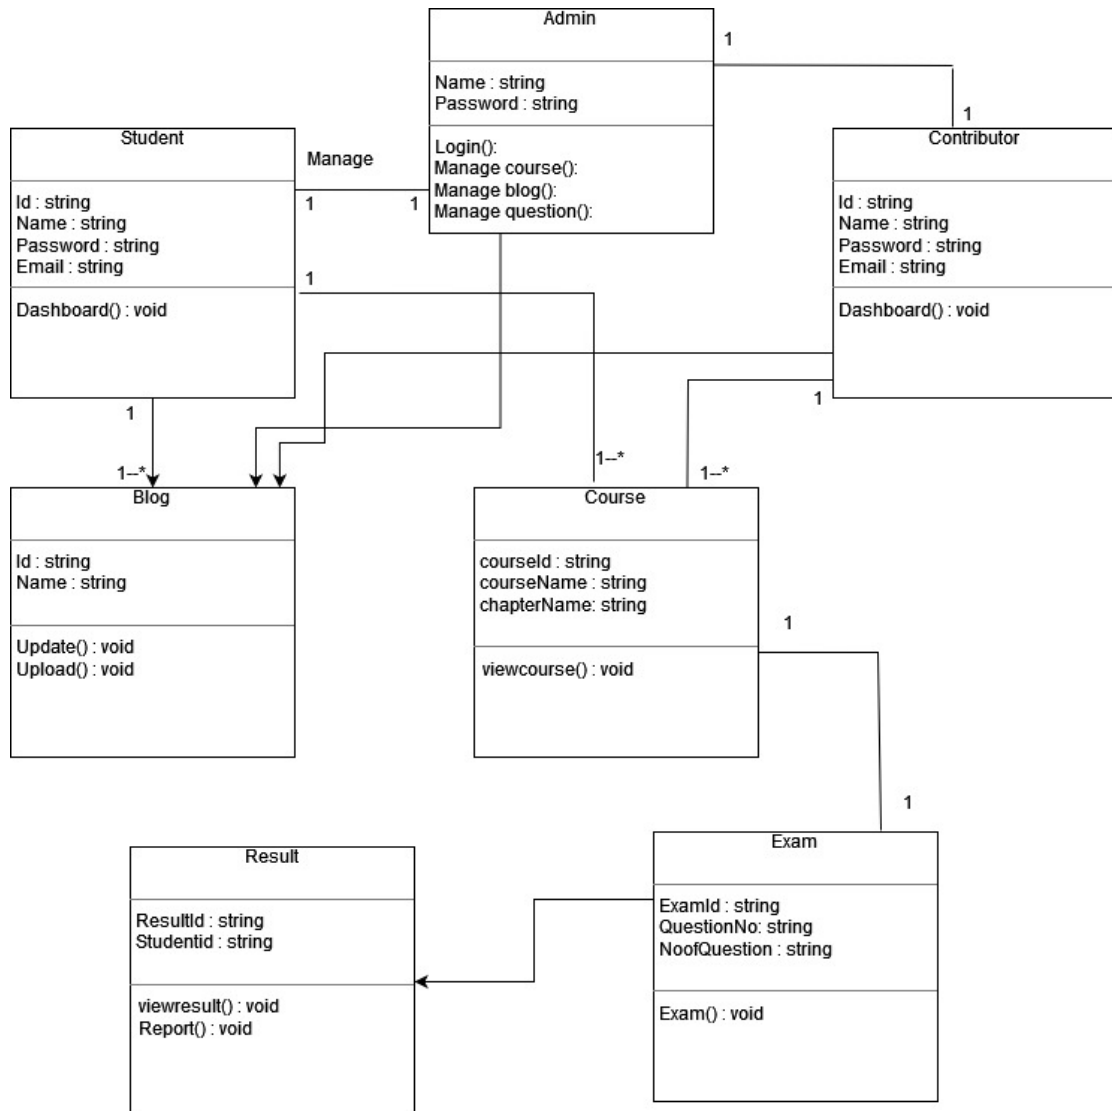 Admin
Name : string
Password : string
Login():
Manage course():
Manage blog():
Manage question():
1
1
Student
Id : string
Name : string
Password : string
Email : string
Dashboard() : void
Manage
1
1
1
Contributor
Id : string
Name : string
Password : string
Email : string
Dashboard() : void
1
1
1--*
1--*
1--*
Blog
Id : string
Name : string
Update() : void
Upload() : void
Course
courseId : string
courseName : string
chapterName: string
viewcourse() : void
1
1
Result
ResultId : string
Studentid : string
viewresult() : void
Report() : void
Exam
ExamId : string
QuestionNo: string
NoofQuestion : string
Exam() : void